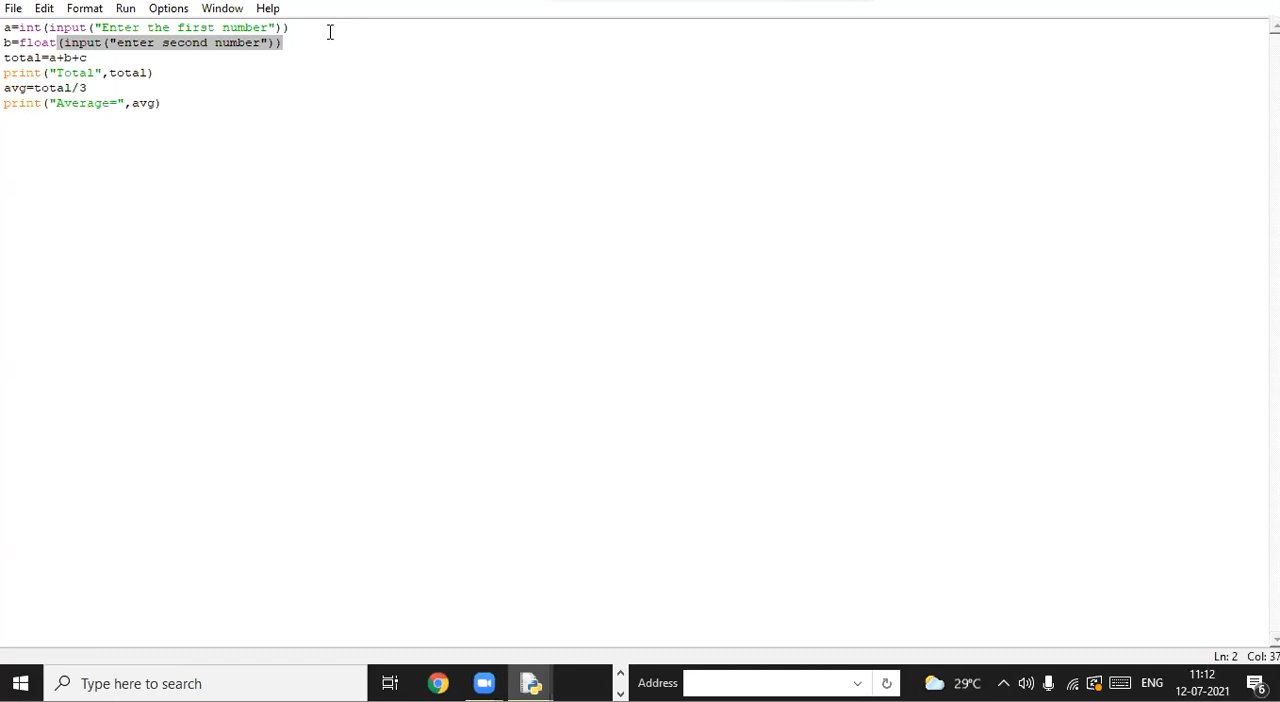 File Edit Format Run Options Window Help
a=int(input("Enter the first number"))
b=float(input("enter second number"))
total=a+b+c
print("Total",total)
avg=total/3
print("Average=",avg)
Ln: 2 Col: 37
Type here to search
Address
29°C
ENG
11:12
12-07-2021
6